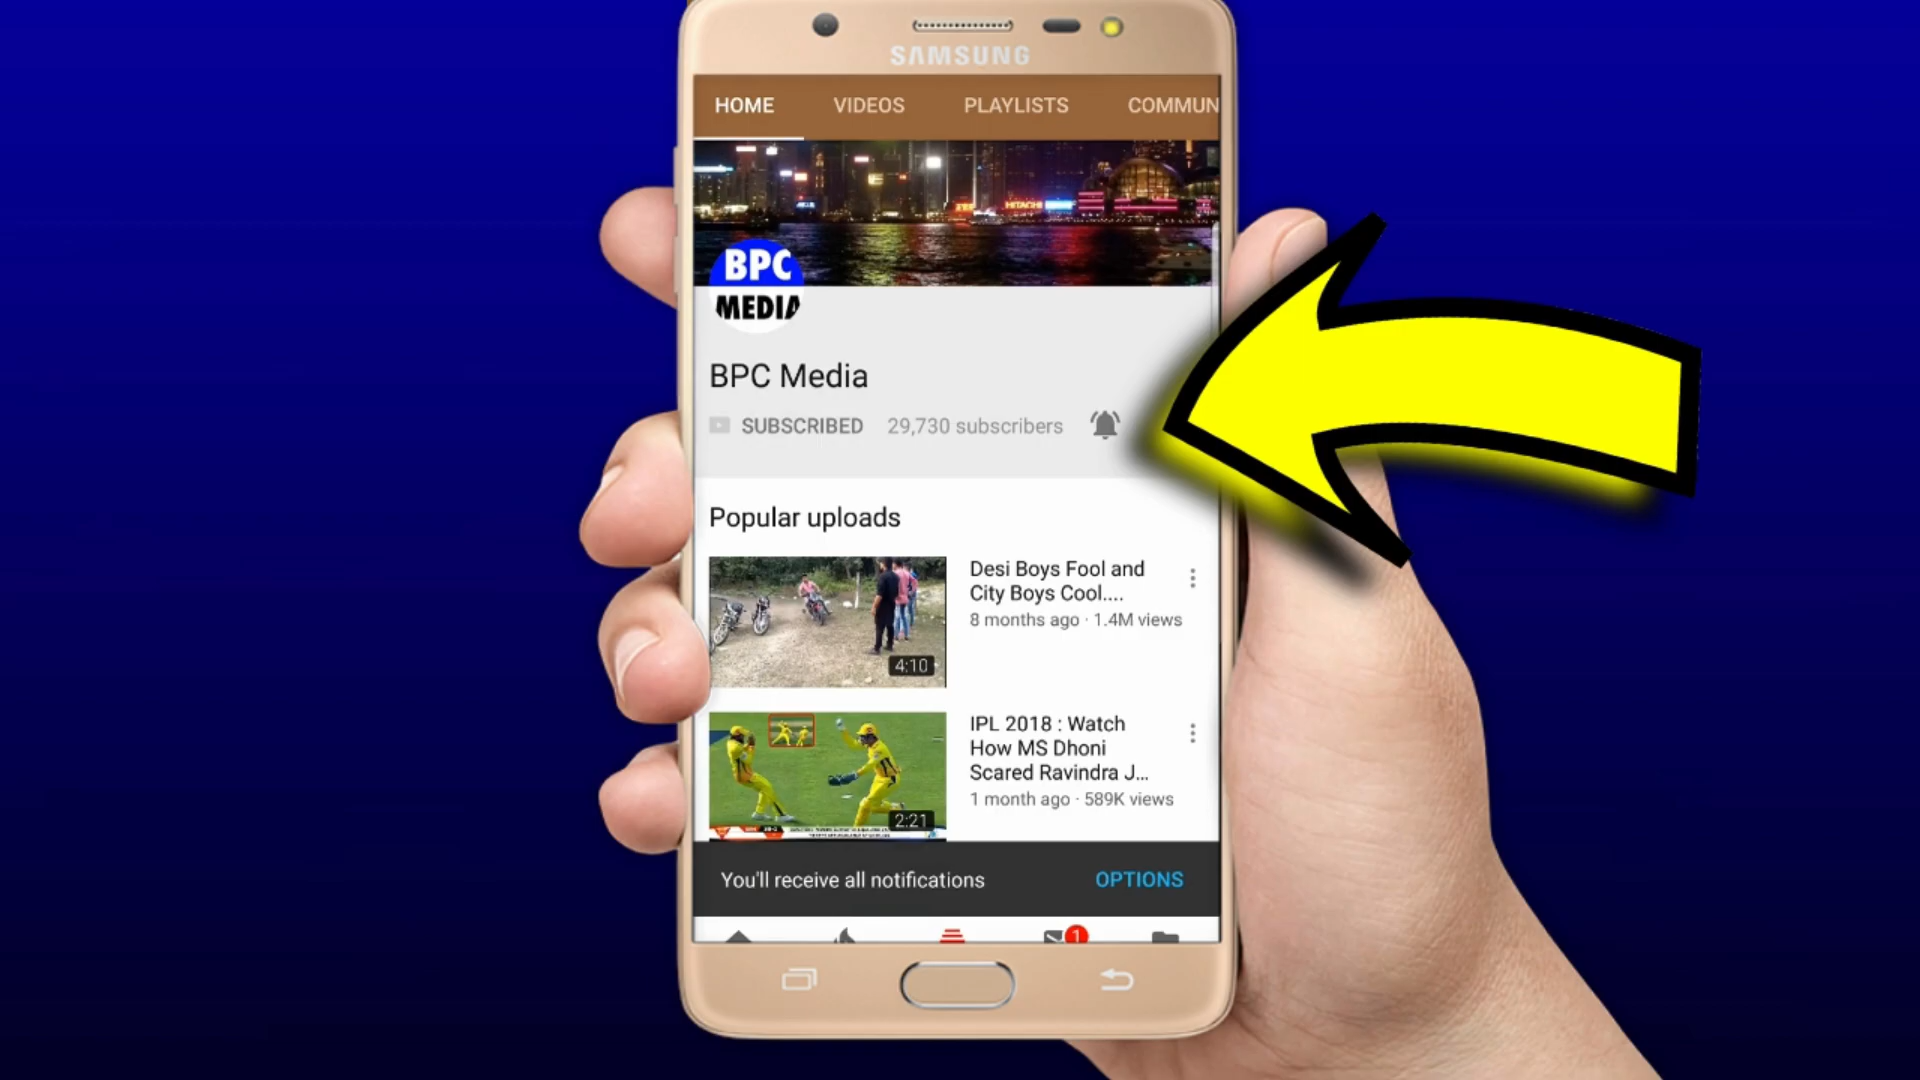 SAMSUNG
HOME VIDEOS PLAYLISTS COMMUN
HITACHI
BPC
MEDIA
BPC Media
SUBSCRIBED 29,730 subscribers
Popular uploads
Desi Boys Fool and
City Boys Cool....
8 months ago · 1.4M views
4:10
IPL 2018 : Watch
How MS Dhoni
Scared Ravindra J...
1 month ago · 589K views
2:21
You'll receive all notifications OPTIONS
1